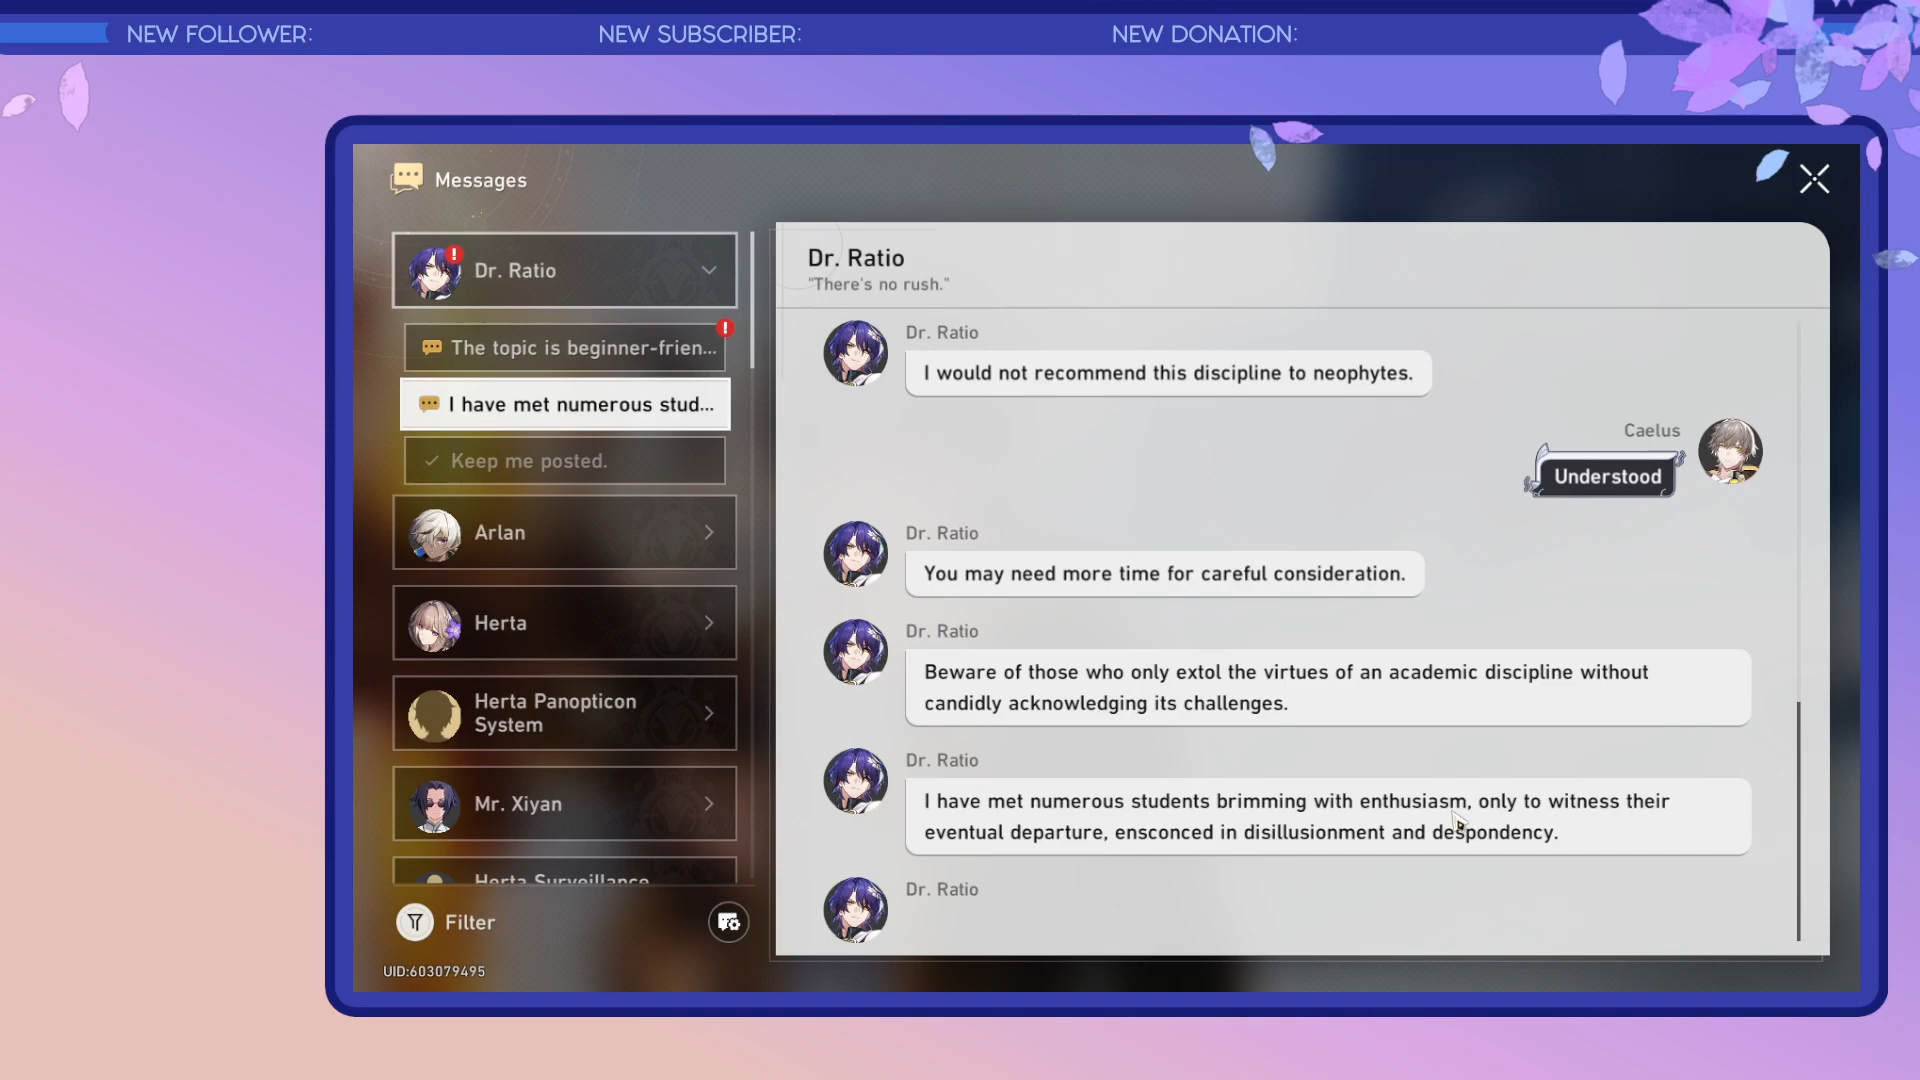 NEW FOLLOWER:
NEW SUBSCRIBER:
NEW DONATION:
Messages
Dr. Ratio
The topic is beginner-frien...
I have met numerous stud...
Keep me posted.
Arlan
Herta
Herta Panopticon
System
Mr. Xiyan
Herta Surveillance
Filter
UID:603079495
Dr. Ratio
"There's no rush."
Dr. Ratio
I would not recommend this discipline to neophytes.
Caelus
Understood
Dr. Ratio
You may need more time for careful consideration.
Dr. Ratio
Beware of those who only extol the virtues of an academic discipline without
candidly acknowledging its challenges.
Dr. Ratio
I have met numerous students brimming with enthusiasm, only to witness their
eventual departure, ensconced in disillusionment and despondency.
Dr. Ratio